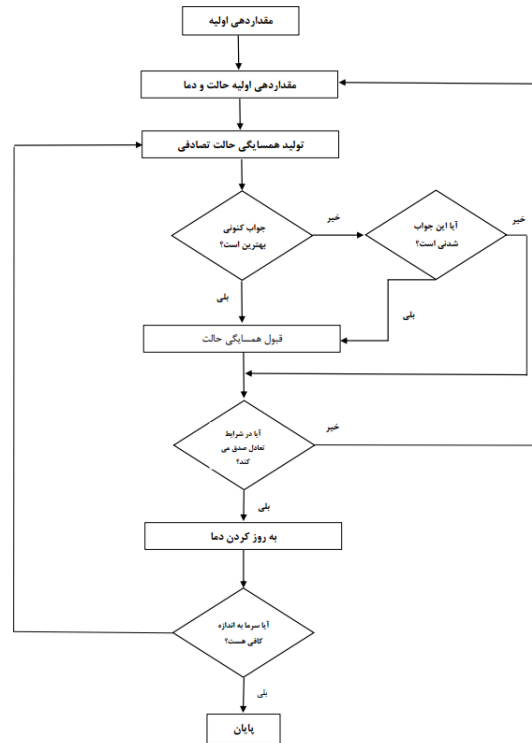 مقداردهی اولیه
مقداردهی اولیه حالت و دما
تولید همسایگی حالت تصادفی
جواب کنونی
بهترین است؟
خیر
آیا این جواب
شدنی است؟
خیر
بلی
بلی
قبول همسایگی حالت
آیا در شرایط
تعادل صدق می
کند؟
خیر
بلی
به روز کردن دما
آیا سرما به اندازه
کافی هست؟
بلی
پایان